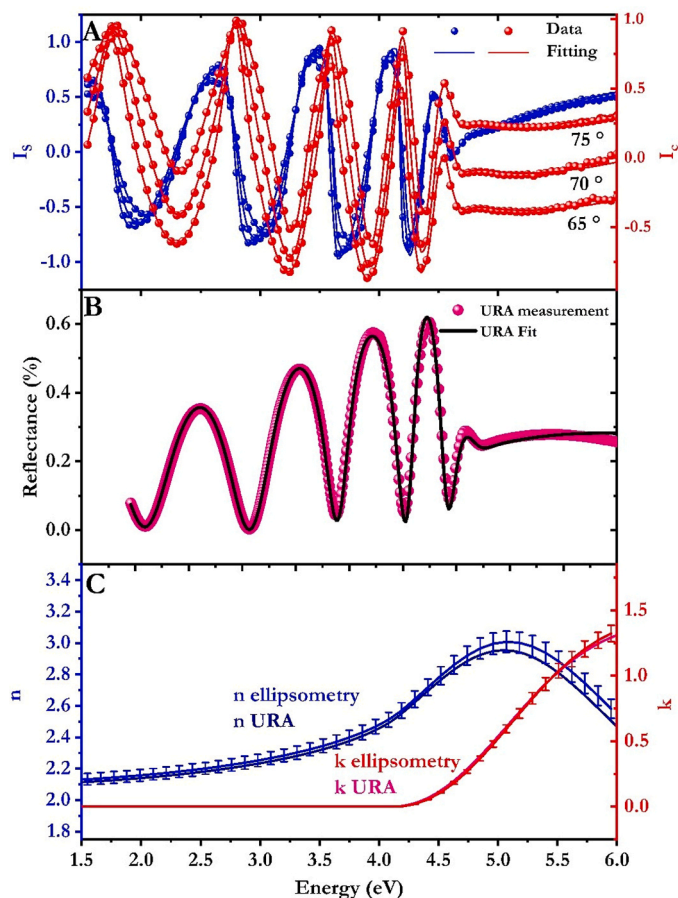 A
Data
Fitting
1.0
0.5
0.0
-0.5
-1.0
I_S
1.0
0.5
0.0
-0.5
I_c
75 °
70 °
65 °
B
URA measurement
URA Fit
0.6
0.4
0.2
0.0
Reflectance (%)
C
3.4
3.2
3.0
2.8
2.6
2.4
2.2
2.0
1.8
n
n ellipsometry
n URA
k ellipsometry
k URA
1.5
1.0
0.5
0.0
k
1.5 2.0 2.5 3.0 3.5 4.0 4.5 5.0 5.5 6.0
Energy (eV)